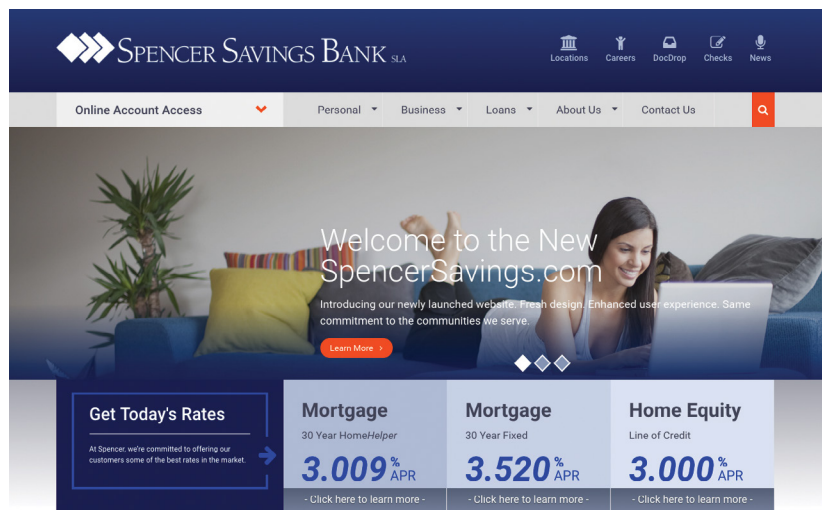 SPENCER SAVINGS BANK SLA
Locations
Careers
DocDrop
Checks
News
Online Account Access
Personal
Business
Loans
About Us
Contact Us
Welcome to the New
SpencerSavings.com
Introducing our newly launched website. Fresh design. Enhanced user experience. Same
commitment to the communities we serve.
Learn More >
Get Today's Rates
At Spencer, we're committed to offering our
customers some of the best rates in the market.
Mortgage
30 Year HomeHelper
3.009% APR
- Click here to learn more -
Mortgage
30 Year Fixed
3.520% APR
- Click here to learn more -
Home Equity
Line of Credit
3.000% APR
- Click here to learn more -